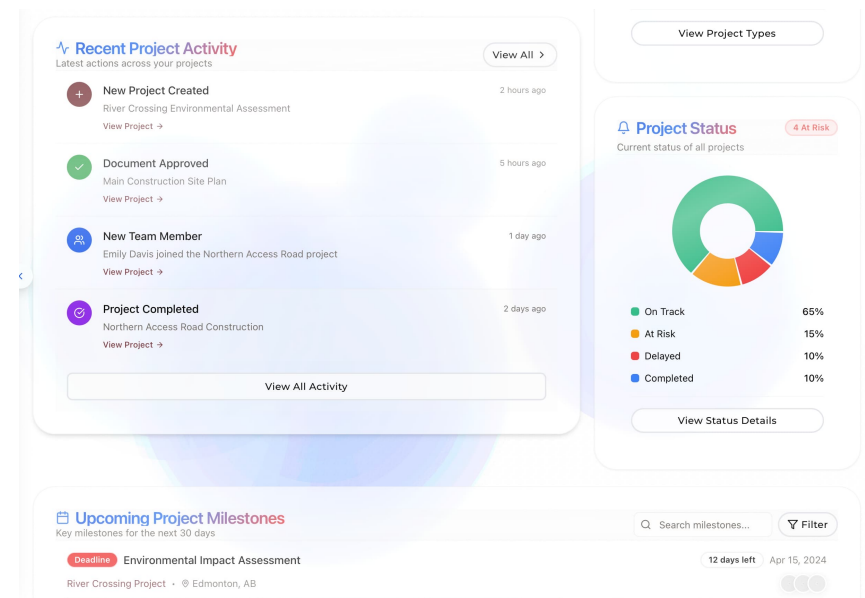 Recent Project Activity
Latest actions across your projects
View All
New Project Created
2 hours ago
River Crossing Environmental Assessment
View Project →
Document Approved
5 hours ago
Main Construction Site Plan
View Project →
New Team Member
1 day ago
Emily Davis joined the Northern Access Road project
View Project →
Project Completed
2 days ago
Northern Access Road Construction
View Project →
View All Activity
View Project Types
Project Status
4 At Risk
Current status of all projects
On Track 65%
At Risk 15%
Delayed 10%
Completed 10%
View Status Details
Upcoming Project Milestones
Key milestones for the next 30 days
Search milestones...
Filter
Deadline Environmental Impact Assessment
12 days left Apr 15, 2024
River Crossing Project • Edmonton, AB